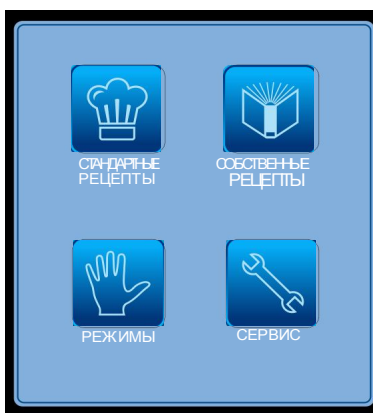 СТАНДАРТНЫЕ
РЕЦЕПТЫ
СОБСТВЕННЫЕ
РЕЦЕПТЫ
РЕЖИМЫ
СЕРВИС